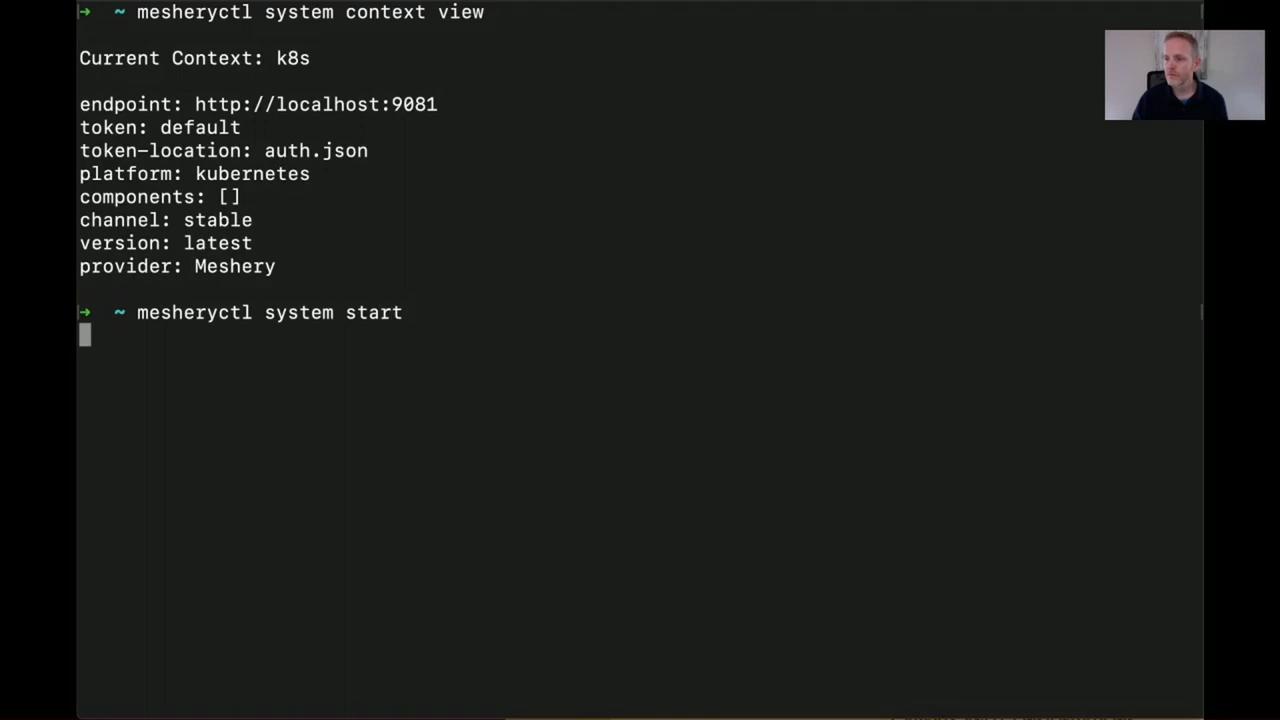 ➜ ~ mesheryctl system context view
Current Context: k8s
endpoint: http://localhost:9081
token: default
token-location: auth.json
platform: kubernetes
components: []
channel: stable
version: latest
provider: Meshery
➜ ~ mesheryctl system start